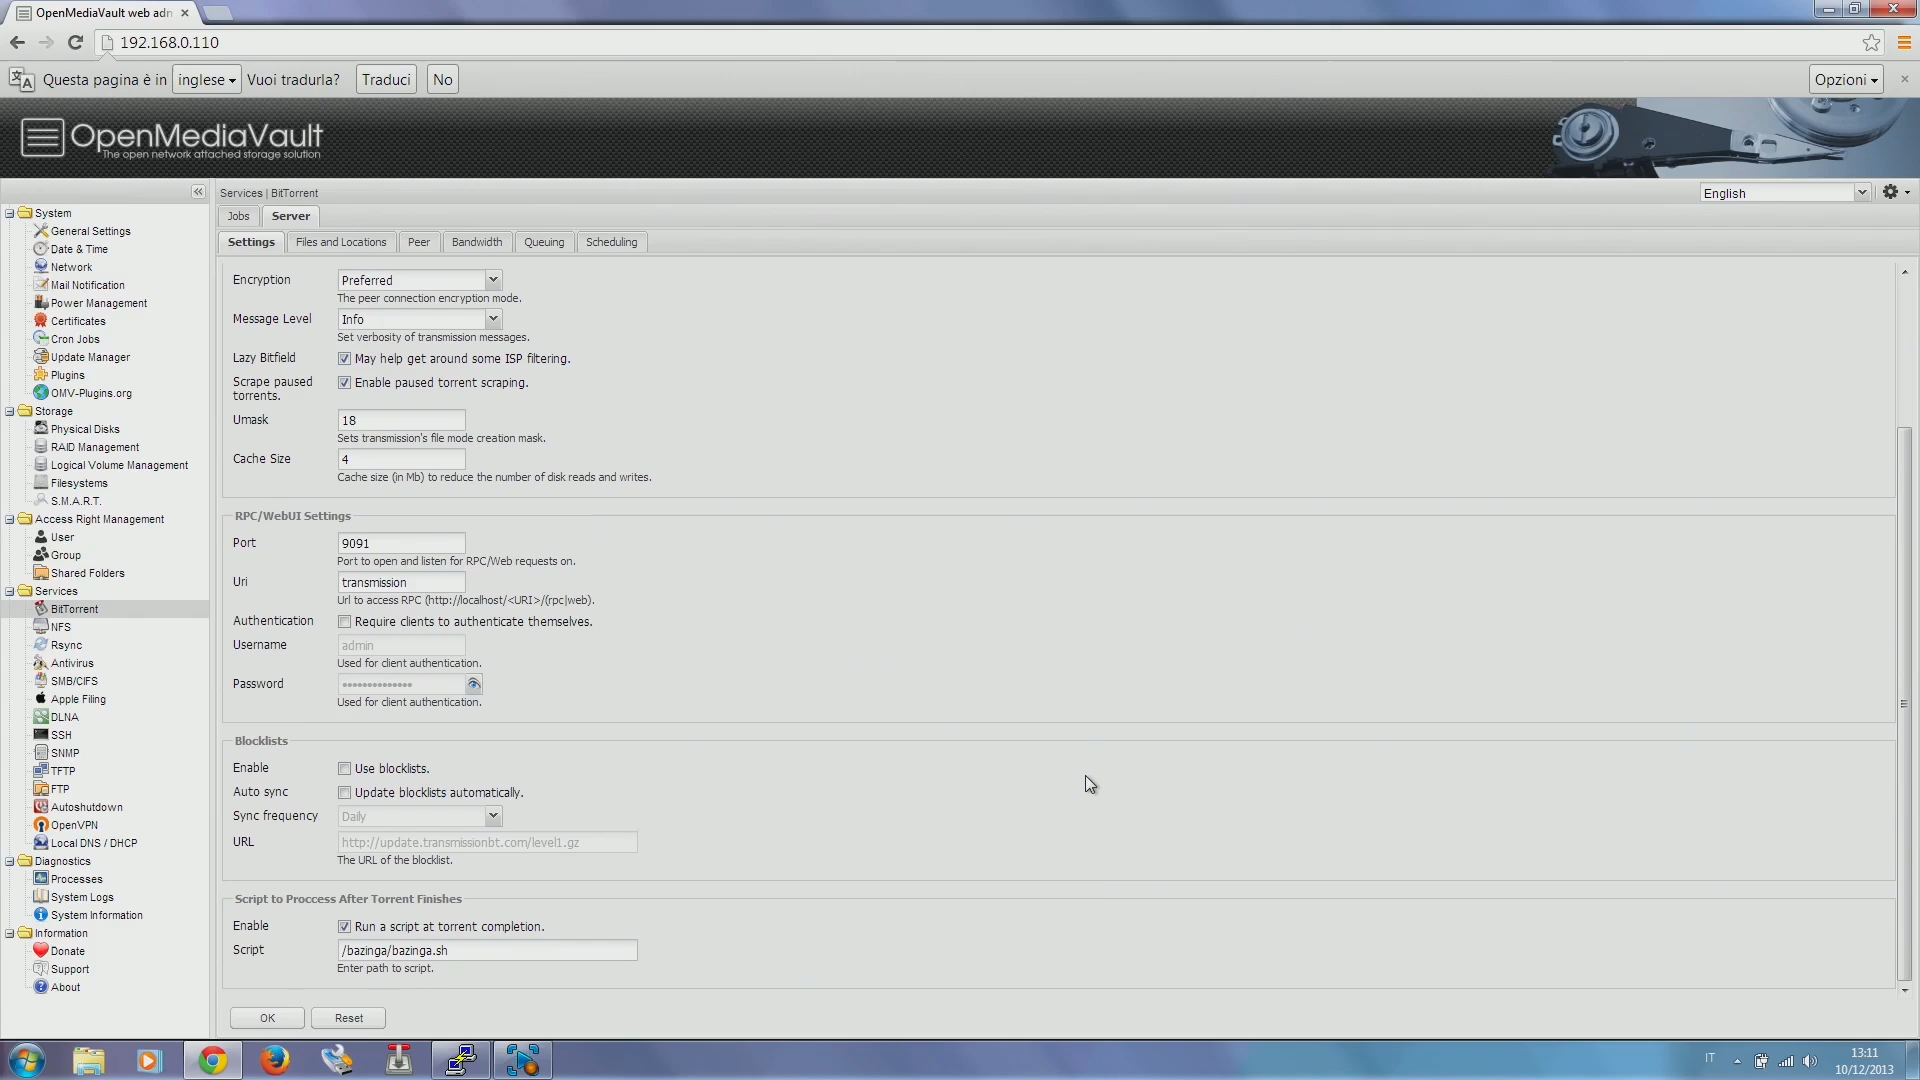 OpenMediaVault web adn
192.168.0.110
Questa pagina è in inglese Vuoi tradurla? Traduci No Opzioni
OpenMediaVault
The open network attached storage solution
Services | BitTorrent English
Jobs Server
Settings Files and Locations Peer Bandwidth Queuing Scheduling
System
General Settings
Date & Time
Network
Mail Notification
Power Management
Certificates
Cron Jobs
Update Manager
Plugins
OMV-Plugins.org
Storage
Physical Disks
RAID Management
Logical Volume Management
Filesystems
S.M.A.R.T.
Access Right Management
User
Group
Shared Folders
Services
BitTorrent
NFS
Rsync
Antivirus
SMB/CIFS
Apple Filing
DLNA
SSH
SNMP
TFTP
FTP
Autoshutdown
OpenVPN
Local DNS / DHCP
Diagnostics
Processes
System Logs
System Information
Information
Donate
Support
About
Encryption Preferred
The peer connection encryption mode.
Message Level Info
Set verbosity of transmission messages.
Lazy Bitfield May help get around some ISP filtering.
Scrape paused torrents. Enable paused torrent scraping.
Umask 18
Sets transmission's file mode creation mask.
Cache Size 4
Cache size (in Mb) to reduce the number of disk reads and writes.
RPC/WebUI Settings
Port 9091
Port to open and listen for RPC/Web requests on.
Uri transmission
Url to access RPC (http://localhost/<URI>/(rpc|web).
Authentication Require clients to authenticate themselves.
Username admin
Used for client authentication.
Password ••••••••••••••
Used for client authentication.
Blocklists
Enable Use blocklists.
Auto sync Update blocklists automatically.
Sync frequency Daily
URL http://update.transmissionbt.com/level1.gz
The URL of the blocklist.
Script to Proccess After Torrent Finishes
Enable Run a script at torrent completion.
Script /bazinga/bazinga.sh
Enter path to script.
OK Reset
IT 13:11
10/12/2013